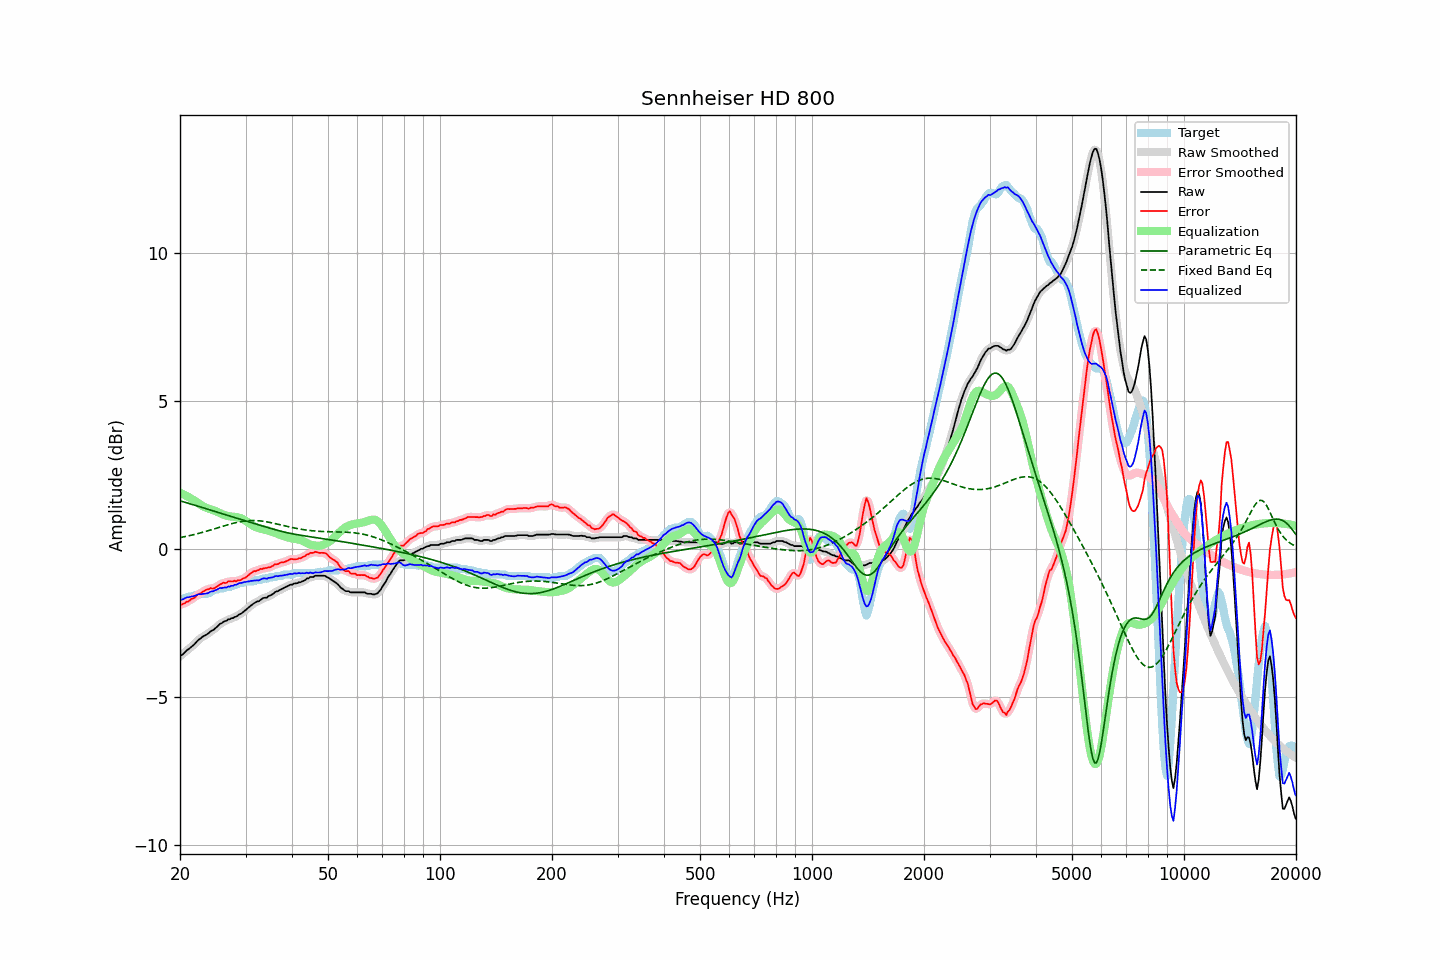 Sennheiser HD 800
Target
Raw Smoothed
Error Smoothed
Raw
Error
Equalization
Parametric Eq
Fixed Band Eq
Equalized
Amplitude (dBr)
10
5
0
−5
−10
20 50 100 200 500 1000 2000 5000 10000 20000
Frequency (Hz)